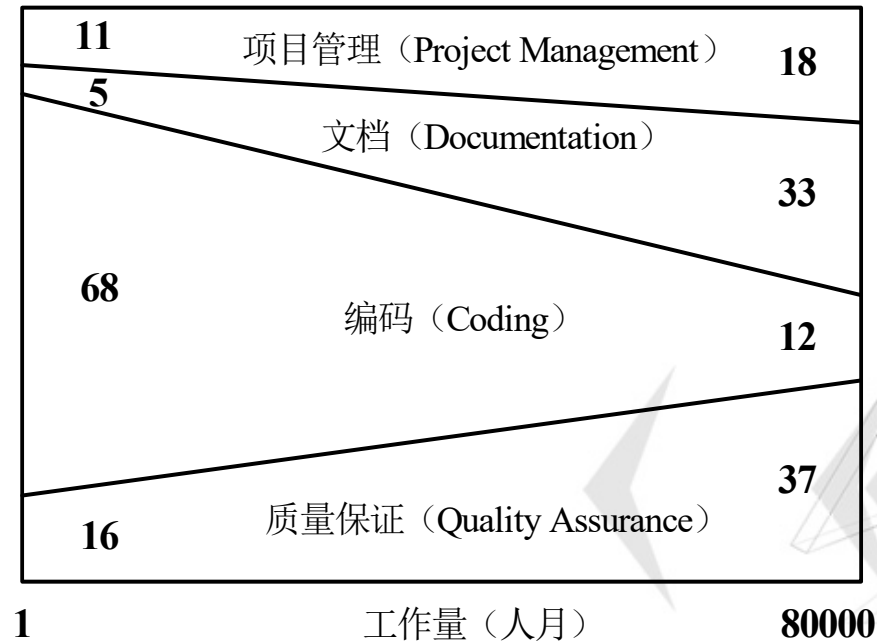 11 项目管理（Project Management） 18
5
文档（Documentation）
33
68
编码（Coding）
12
37
16 质量保证（Quality Assurance）
1 工作量（人月） 80000